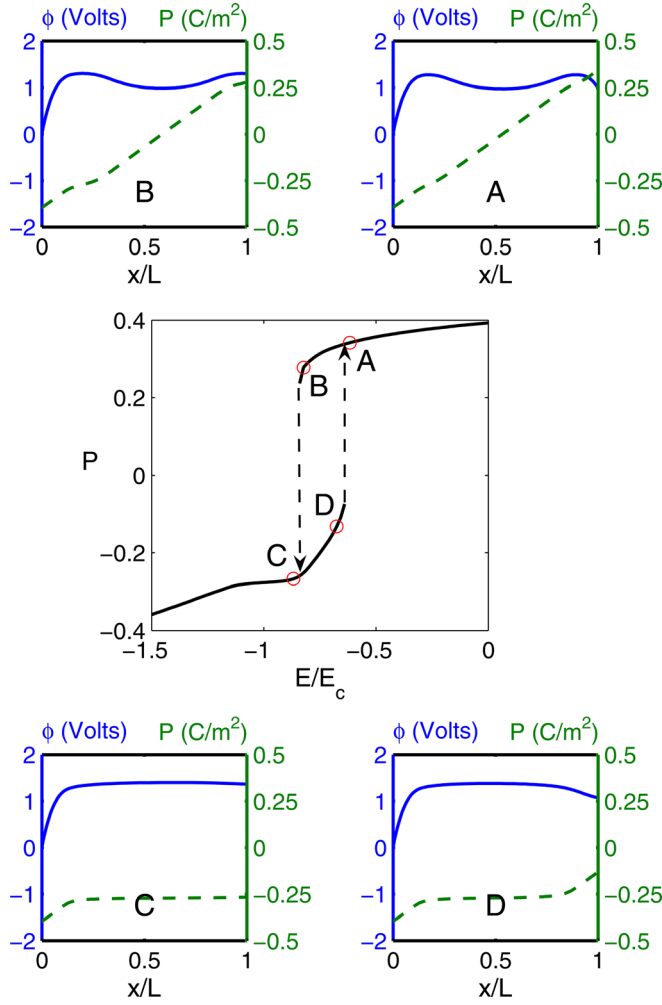 ϕ (Volts) P (C/m²) ϕ (Volts) P (C/m²)
2 0.5 2 0.5
1 0.25 1 0.25
0 0 0 0
−1 B −0.25 −1 A −0.25
−2 −0.5 −2 −0.5
0 0.5 1 0 0.5 1
x/L x/L
0.4
A
B
0.2
P 0
D
−0.2
C
−0.4
−1.5 −1 −0.5 0
E/E_c
ϕ (Volts) P (C/m²) ϕ (Volts) P (C/m²)
2 0.5 2 0.5
1 0.25 1 0.25
0 0 0 0
−1 C −0.25 −1 D −0.25
−2 −0.5 −2 −0.5
0 0.5 1 0 0.5 1
x/L x/L